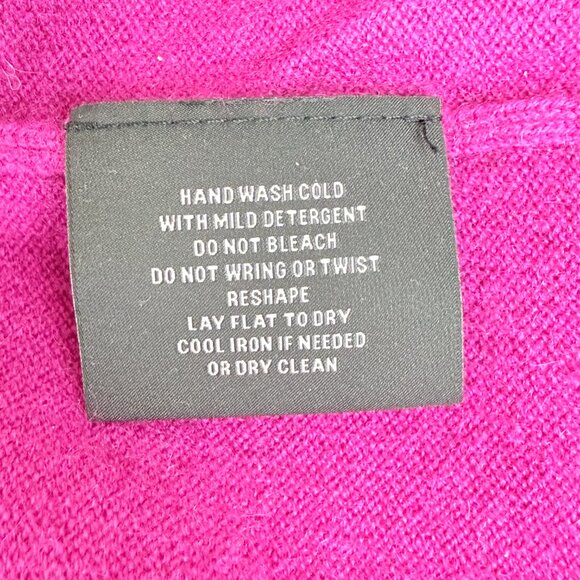 HAND WASH COLD
WITH MILD DETERGENT
DO NOT BLEACH
DO NOT WRING OR TWIST
RESHAPE
LAY FLAT TO DRY
COOL IRON IF NEEDED
OR DRY CLEAN